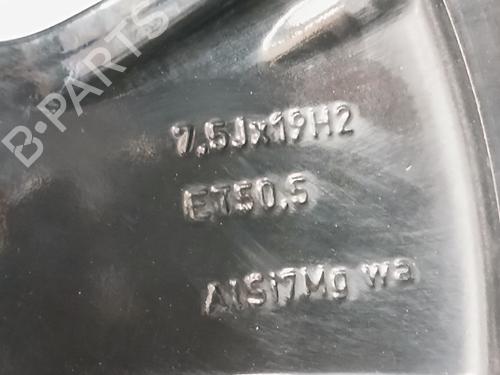 B-PARTS
7,5Jx19H2
ET50.5
AlSi7Mg wa